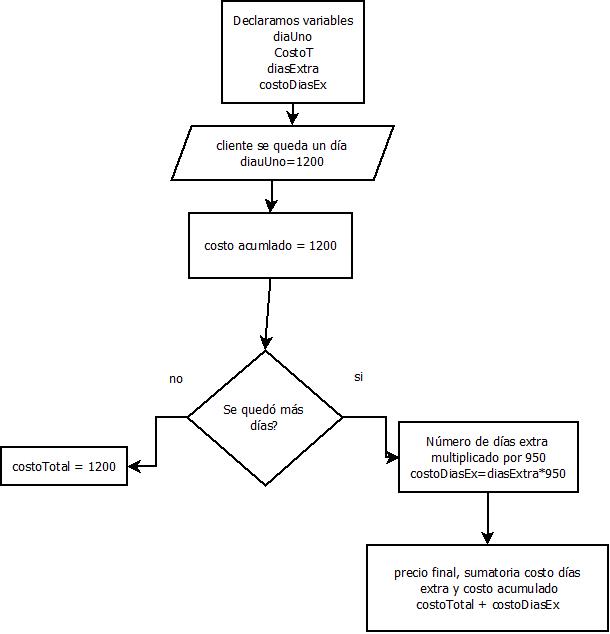 Declaramos variables
diaUno
CostoT
diasExtra
costoDiasEx
cliente se queda un día
diauUno=1200
costo acumlado = 1200
no
si
Se quedó más
días?
costoTotal = 1200
Número de días extra
multiplicado por 950
costoDiasEx=diasExtra*950
precio final, sumatoria costo días
extra y costo acumulado
costoTotal + costoDiasEx